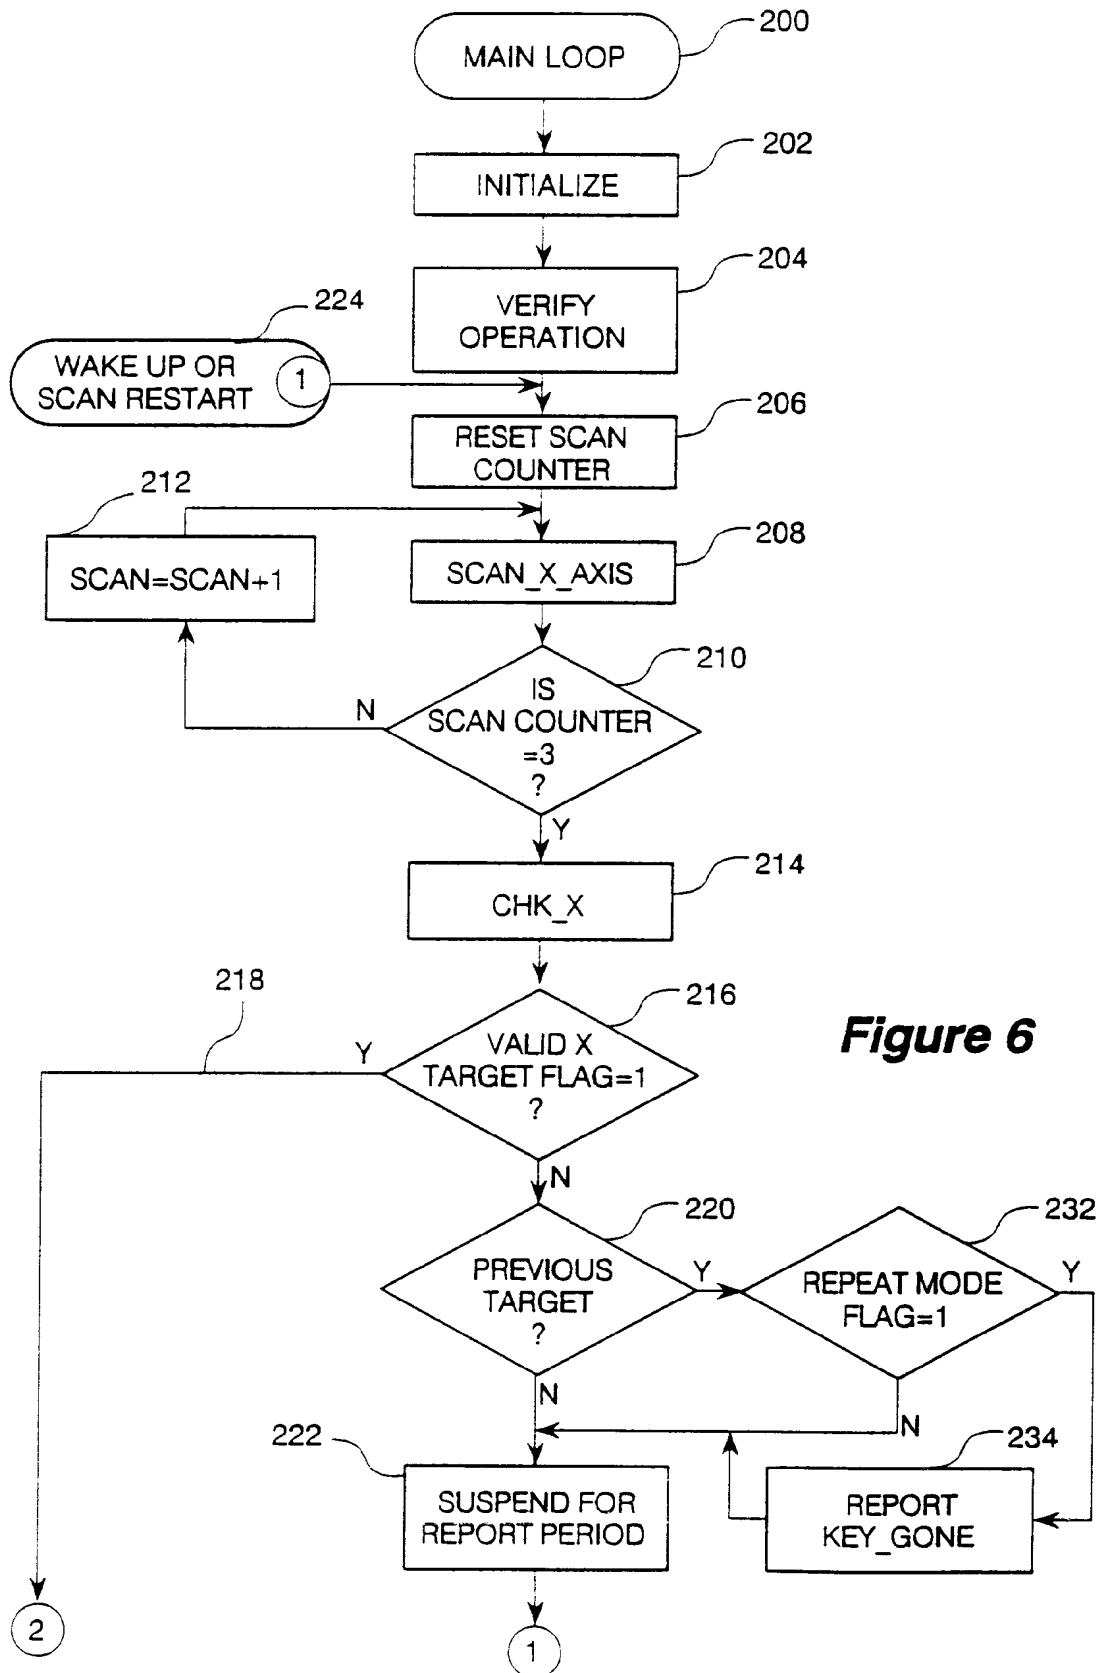 200
MAIN LOOP
202
INITIALIZE
204
VERIFY
OPERATION
224
WAKE UP OR
SCAN RESTART
1
206
RESET SCAN
COUNTER
212
SCAN=SCAN+1
208
SCAN_X_AXIS
210
IS
SCAN COUNTER
=3
?
N
Y
214
CHK_X
218
216
VALID X
TARGET FLAG=1
?
Y
N
Figure 6
220
PREVIOUS
TARGET
?
Y
N
232
REPEAT MODE
FLAG=1
Y
N
222
SUSPEND FOR
REPORT PERIOD
234
REPORT
KEY_GONE
2
1